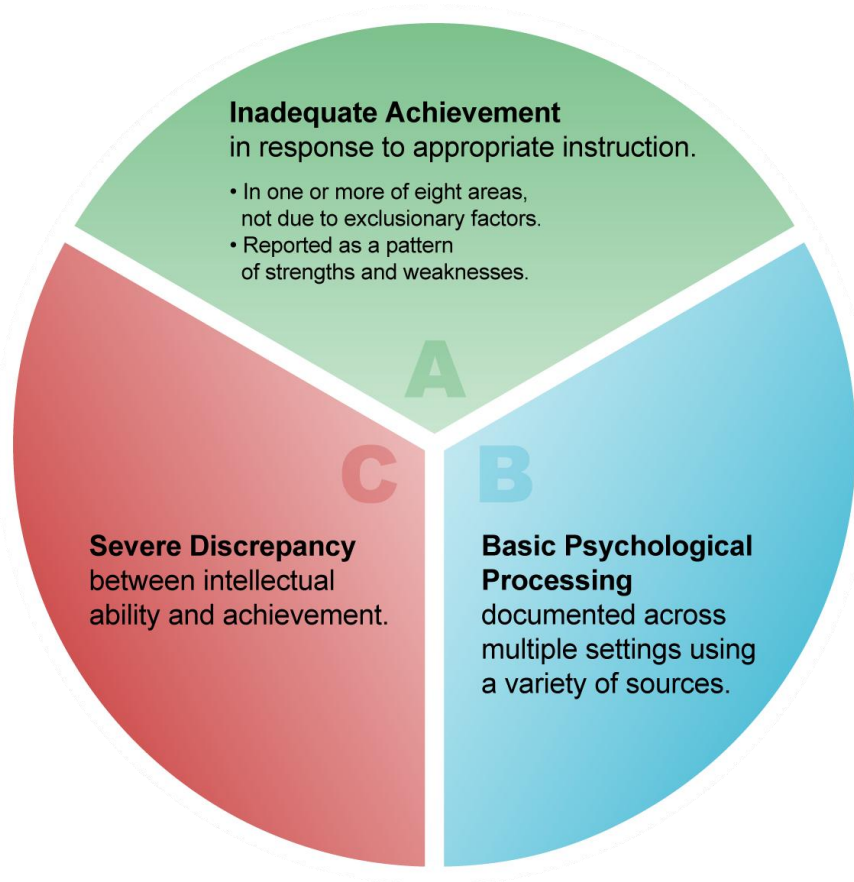 Inadequate Achievement
in response to appropriate instruction.
• In one or more of eight areas,
not due to exclusionary factors.
• Reported as a pattern
of strengths and weaknesses.
A
B
Basic Psychological
Processing
documented across
multiple settings using
a variety of sources.
C
Severe Discrepancy
between intellectual
ability and achievement.